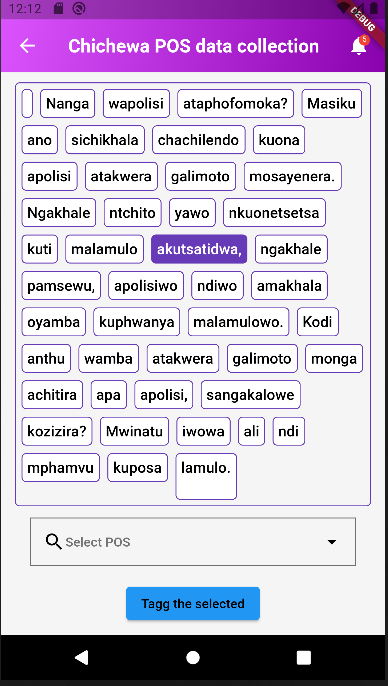 12:12
DEBUG
Chichewa POS data collection
5
Nanga wapolisi ataphofomoka? Masiku
ano sichikhala chachilendo kuona
apolisi atakwera galimoto mosayenera.
Ngakhale ntchito yawo nkuonetsetsa
kuti malamulo akutsatidwa, ngakhale
pamsewu, apolisiwo ndiwo amakhala
oyamba kuphwanya malamulowo. Kodi
anthu wamba atakwera galimoto monga
achitira apa apolisi, sangakalowe
kozizira? Mwinatu iwowa ali ndi
mphamvu kuposa lamulo.
Select POS
Tagg the selected